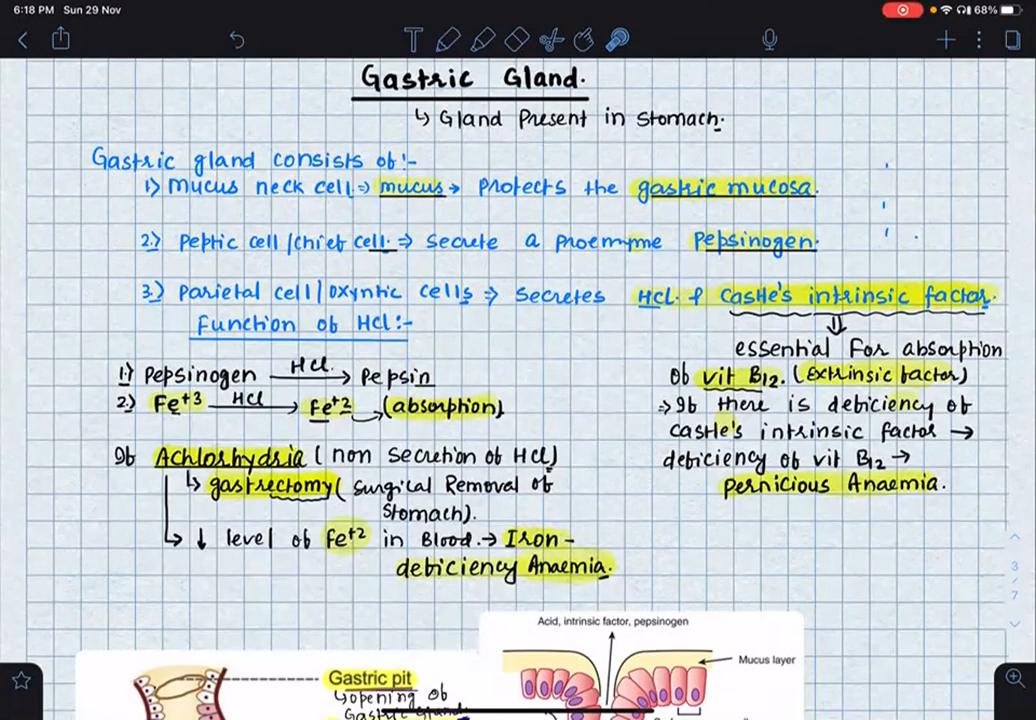 6:18 PM Sun 29 Nov
68%
T
Gastric Gland.
↳ Gland Present in Stomach.
Gastric gland consists of:-
1) Mucus neck cell ⇒ mucus → Protects the gastric mucosa.
2.) Peptic cell/chief cell ⇒ Secrete a proenzyme Pepsinogen.
3.) Parietal cell/oxyntic cells ⇒ Secretes HCl & Castle's intrinsic factor.
Function of HCl:-
1) Pepsinogen HCl → Pepsin
2) Fe+3 HCl → Fe+2 (absorption)
If Achlorhydria (non secretion of HCl)
↳ gastrectomy (Surgical Removal of
Stomach).
↳ ↓ level of Fe+2 in Blood → Iron-
deficiency Anaemia.
⇓
essential For absorption
of vit B12. (Extrinsic factor)
⇒ If there is deficiency of
castle's intrinsic factor →
deficiency of vit B12 →
pernicious Anaemia.
3
7
Acid, intrinsic factor, pepsinogen
Mucus layer
Gastric pit
↳ opening of
Gastric Gland